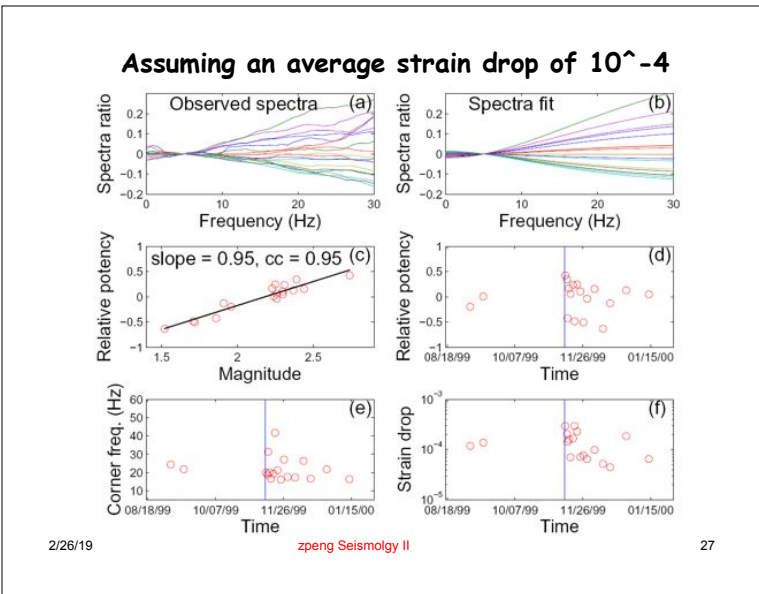 Assuming an average strain drop of 10^-4
Observed spectra (a)
Spectra ratio
0.2
0.1
0
−0.1
−0.2
0 10 20 30
Frequency (Hz)
Spectra fit (b)
Spectra ratio
0.2
0.1
0
−0.1
−0.2
0 10 20 30
Frequency (Hz)
slope = 0.95, cc = 0.95 (c)
Relative potency
1
0.5
0
−0.5
−1
1.5 2 2.5
Magnitude
(d)
Relative potency
1
0.5
0
−0.5
−1
08/18/99 10/07/99 11/26/99 01/15/00
Time
(e)
Corner freq. (Hz)
60
50
40
30
20
10
08/18/99 10/07/99 11/26/99 01/15/00
Time
(f)
Strain drop
10−3
10−4
10−5
08/18/99 10/07/99 11/26/99 01/15/00
Time
2/26/19 zpeng Seismolgy II 27